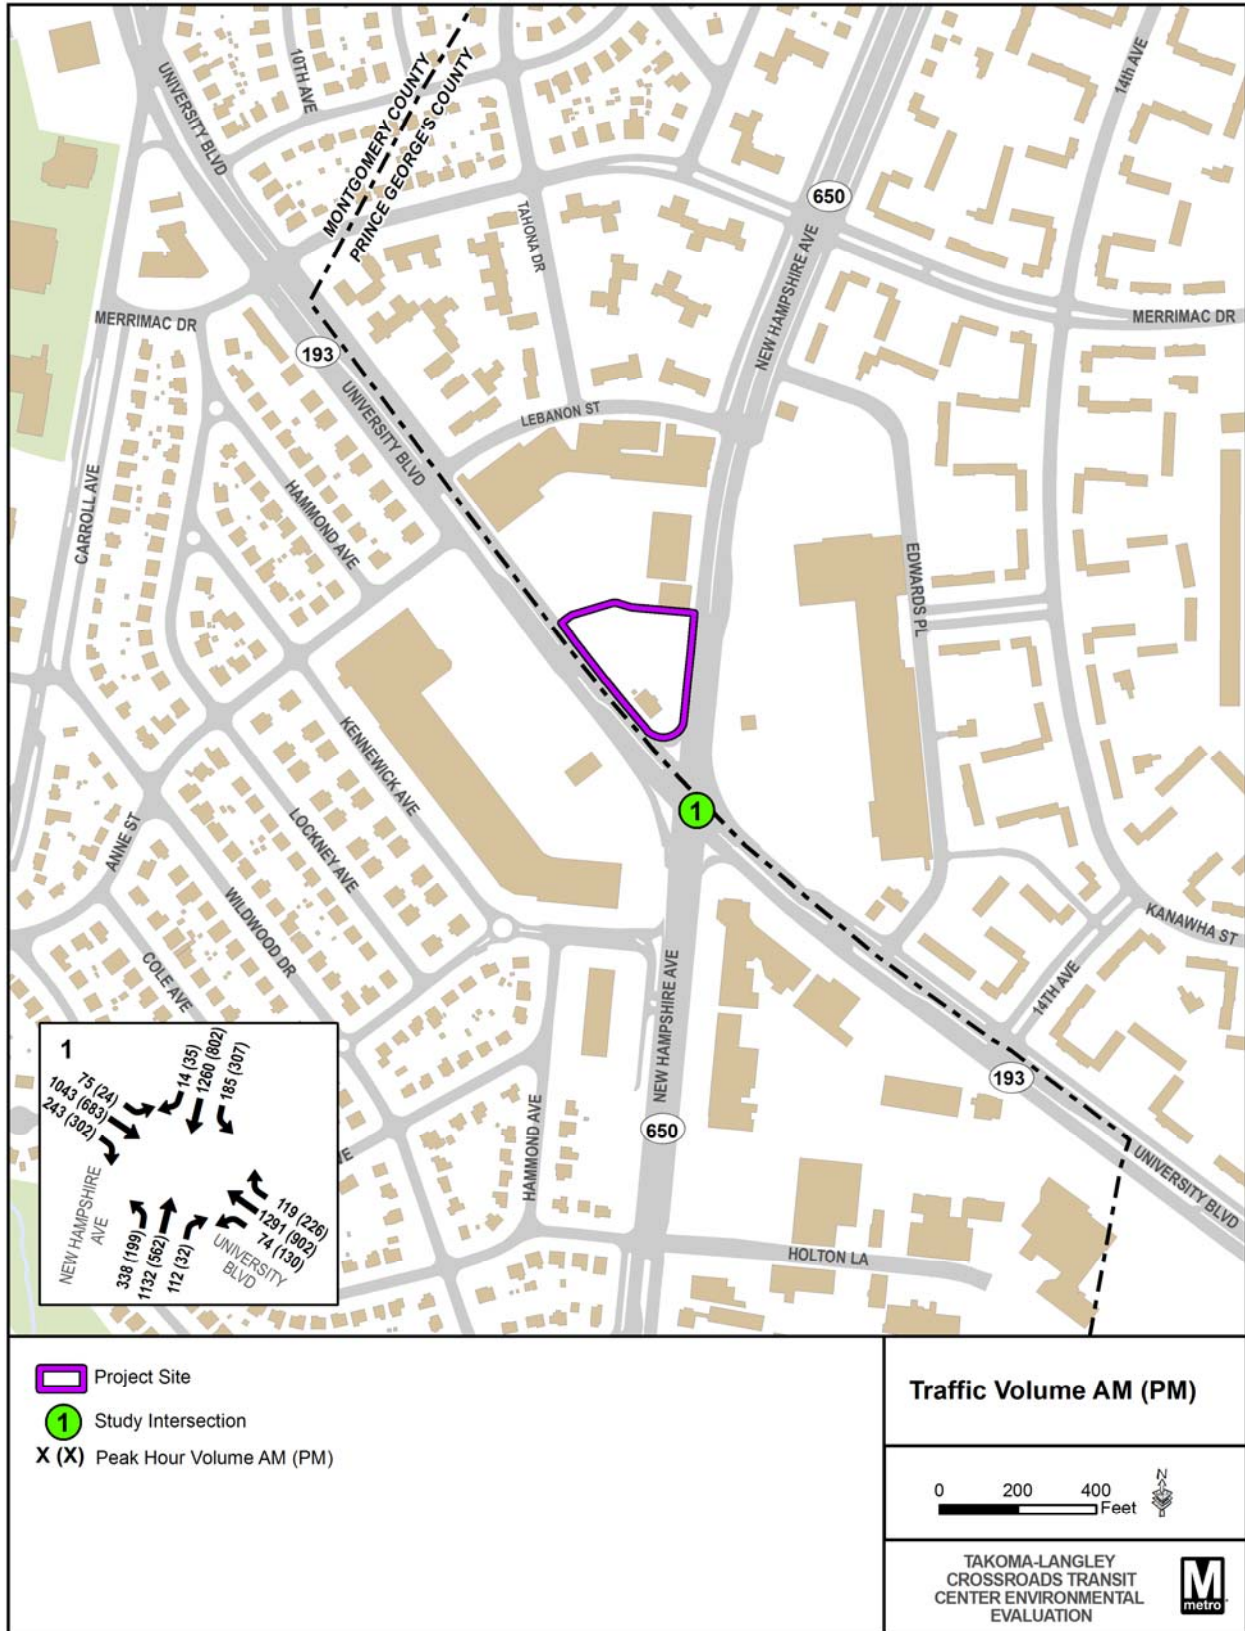 10TH AVE
UNIVERSITY BLVD
MONTGOMERY COUNTY
PRINCE GEORGE'S COUNTY
14th AVE
650
TAHONA DR
NEW HAMPSHIRE AVE
MERRIMAC DR
MERRIMAC DR
193
UNIVERSITY BLVD
LEBANON ST
CARROLL AVE
HAMMOND AVE
EDWARDS PL
KENNEWICK AVE
1
ANNE ST
LOCKNEY AVE
WILDWOOD DR
COLE AVE
KANAWHA ST
14TH AVE
NEW HAMPSHIRE AVE
193
HAMMOND AVE
650
UNIVERSITY BLVD
HOLTON LA
VE
1
75 (24)
1043 (683)
243 (302)
14 (35)
1260 (802)
185 (307)
119 (226)
1291 (902)
74 (130)
338 (199)
1132 (562)
112 (32)
NEW HAMPSHIRE
AVE
UNIVERSITY
BLVD
Project Site
1 Study Intersection
X (X) Peak Hour Volume AM (PM)
Traffic Volume AM (PM)
0 200 400
Feet
N
TAKOMA-LANGLEY
CROSSROADS TRANSIT
CENTER ENVIRONMENTAL
EVALUATION
M
metro